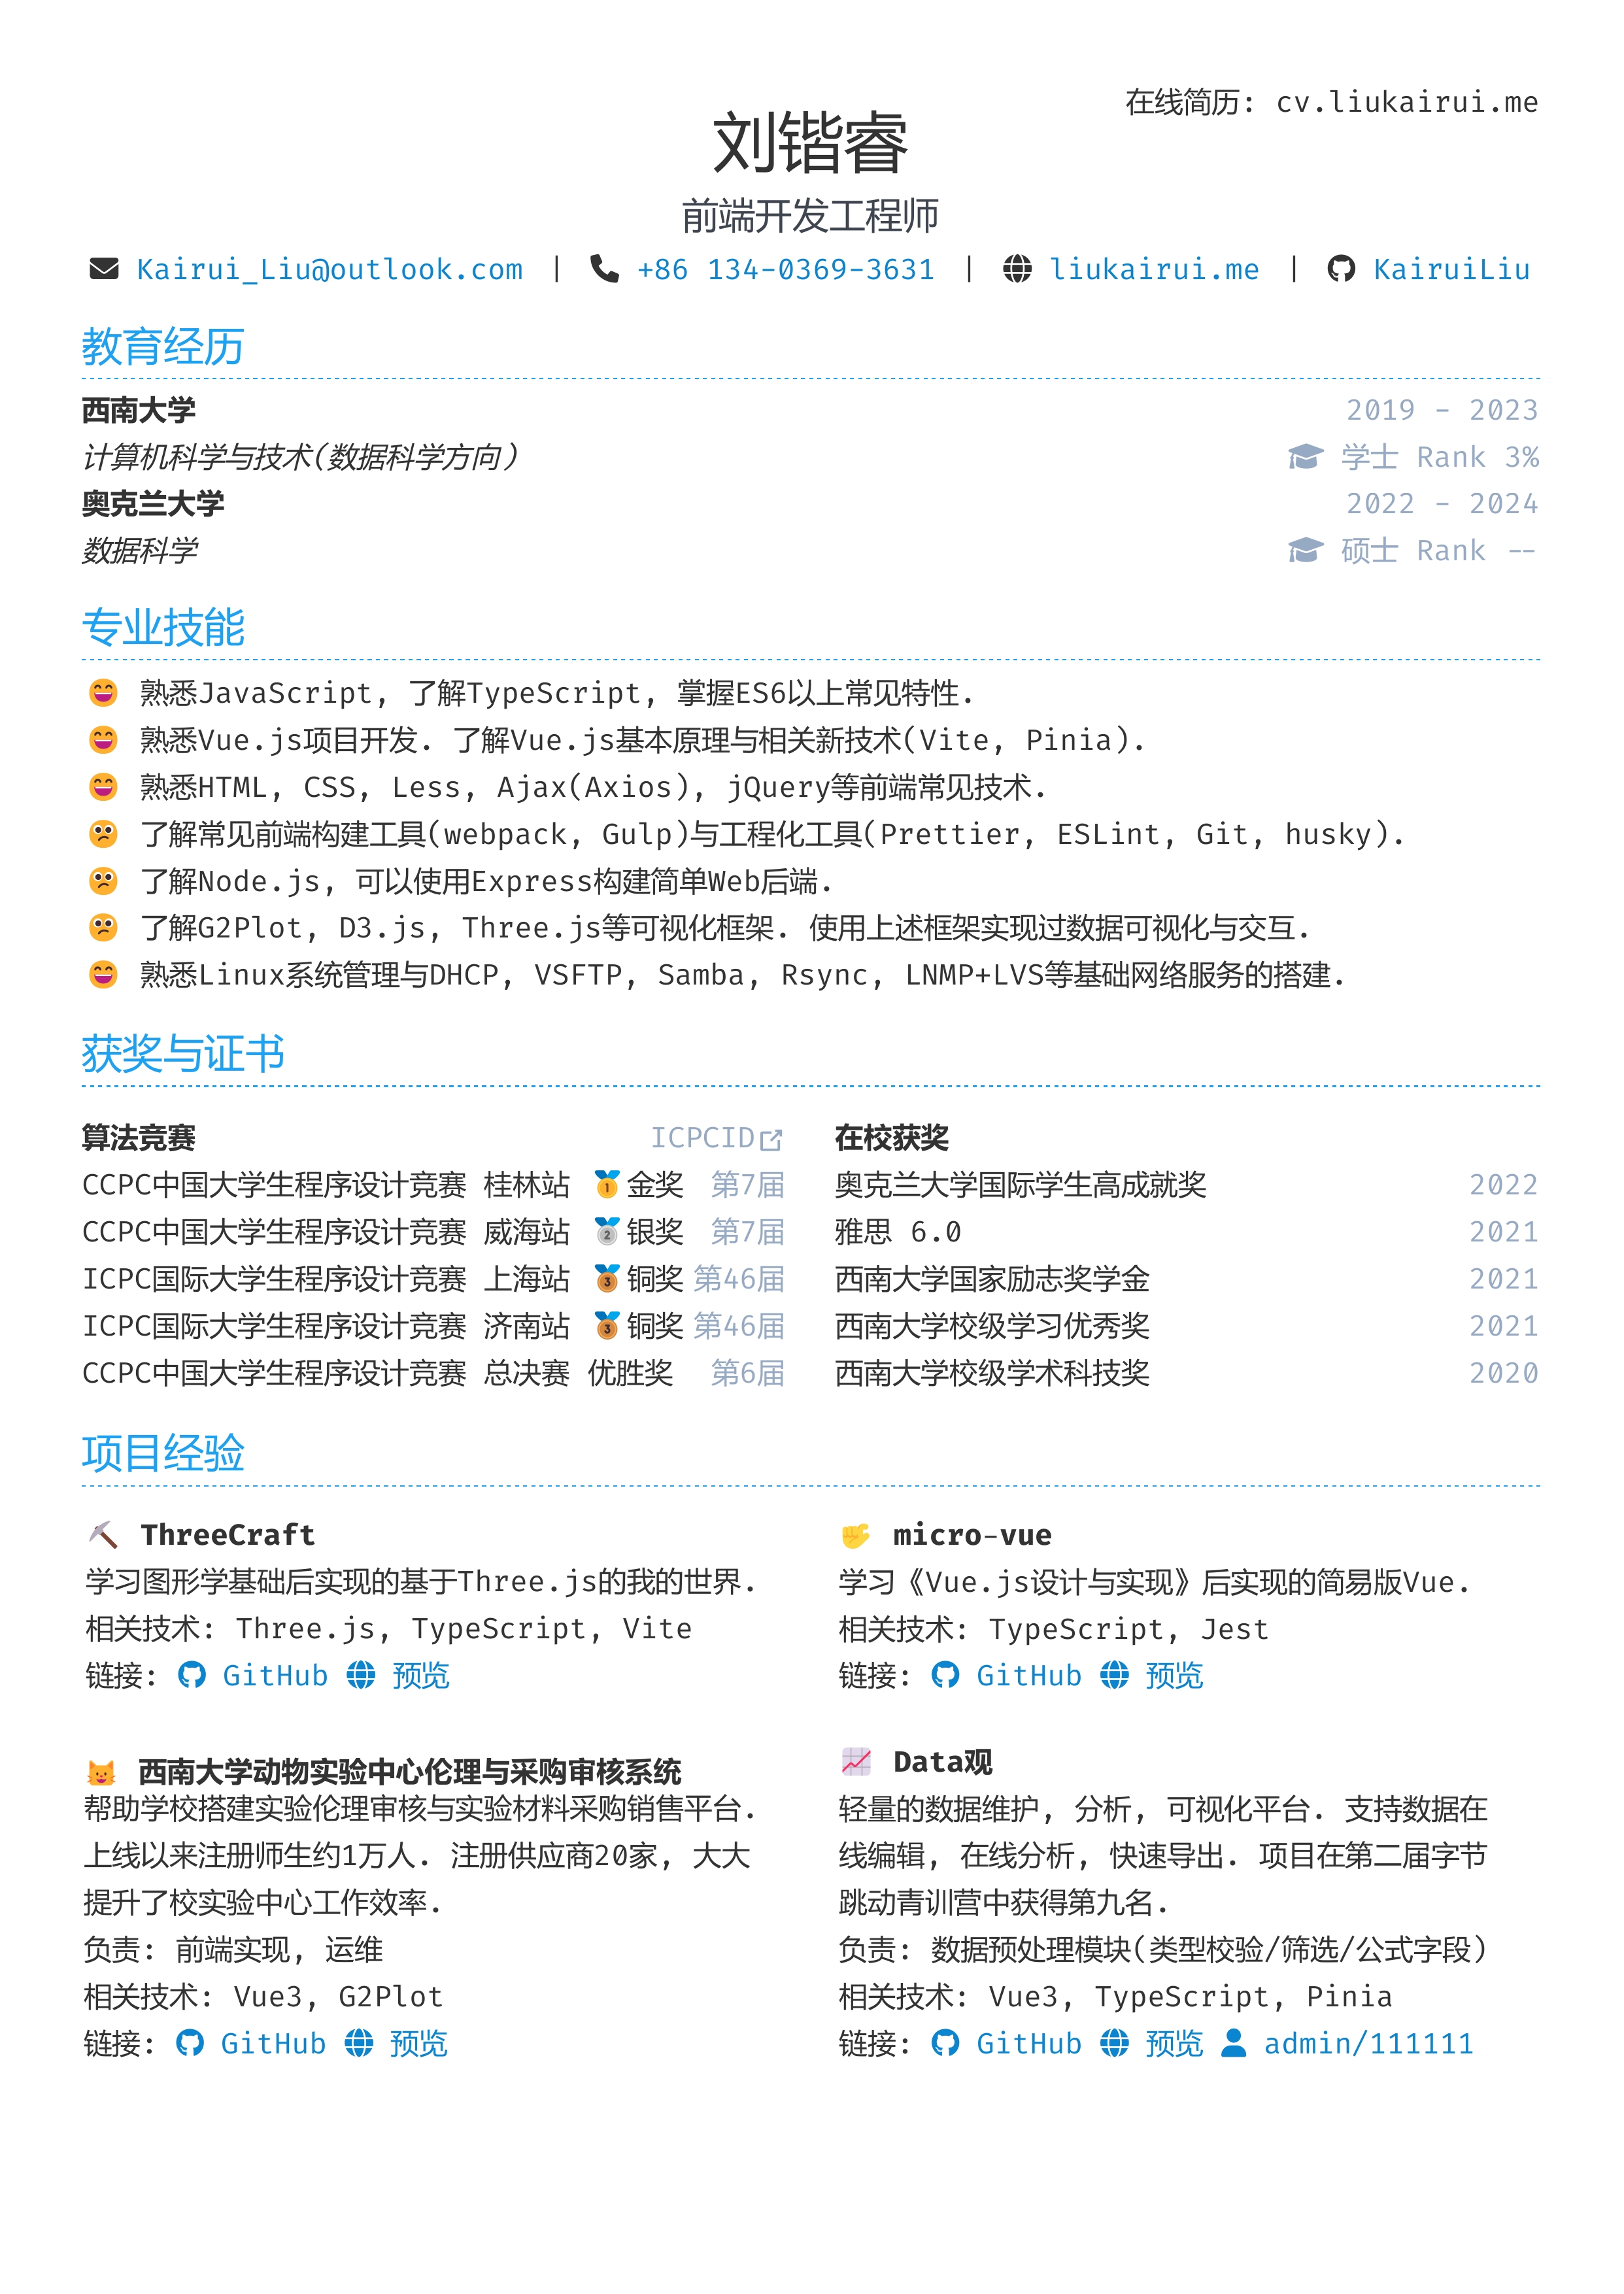 在线简历: cv.liukairui.me
刘锴睿
前端开发工程师
Kairui_Liu@outlook.com | +86 134-0369-3631 | liukairui.me | KairuiLiu
教育经历
西南大学 2019 - 2023
计算机科学与技术(数据科学方向) 学士 Rank 3%
奥克兰大学 2022 - 2024
数据科学 硕士 Rank --
专业技能
😄 熟悉JavaScript, 了解TypeScript, 掌握ES6以上常见特性.
😄 熟悉Vue.js项目开发. 了解Vue.js基本原理与相关新技术(Vite, Pinia).
😄 熟悉HTML, CSS, Less, Ajax(Axios), jQuery等前端常见技术.
🫤 了解常见前端构建工具(webpack, Gulp)与工程化工具(Prettier, ESLint, Git, husky).
🫤 了解Node.js, 可以使用Express构建简单Web后端.
🫤 了解G2Plot, D3.js, Three.js等可视化框架. 使用上述框架实现过数据可视化与交互.
😄 熟悉Linux系统管理与DHCP, VSFTP, Samba, Rsync, LNMP+LVS等基础网络服务的搭建.
获奖与证书
算法竞赛 ICPCID
CCPC中国大学生程序设计竞赛 桂林站 🥇金奖 第7届
CCPC中国大学生程序设计竞赛 威海站 🥈银奖 第7届
ICPC国际大学生程序设计竞赛 上海站 🥉铜奖 第46届
ICPC国际大学生程序设计竞赛 济南站 🥉铜奖 第46届
CCPC中国大学生程序设计竞赛 总决赛 优胜奖 第6届
在校获奖
奥克兰大学国际学生高成就奖 2022
雅思 6.0 2021
西南大学国家励志奖学金 2021
西南大学校级学习优秀奖 2021
西南大学校级学术科技奖 2020
项目经验
⛏ ThreeCraft
学习图形学基础后实现的基于Three.js的我的世界.
相关技术: Three.js, TypeScript, Vite
链接: GitHub 预览
✊ micro-vue
学习《Vue.js设计与实现》后实现的简易版Vue.
相关技术: TypeScript, Jest
链接: GitHub 预览
😺 西南大学动物实验中心伦理与采购审核系统
帮助学校搭建实验伦理审核与实验材料采购销售平台.
上线以来注册师生约1万人. 注册供应商20家, 大大
提升了校实验中心工作效率.
负责: 前端实现, 运维
相关技术: Vue3, G2Plot
链接: GitHub 预览
📈 Data观
轻量的数据维护, 分析, 可视化平台. 支持数据在
线编辑, 在线分析, 快速导出. 项目在第二届字节
跳动青训营中获得第九名.
负责: 数据预处理模块(类型校验/筛选/公式字段)
相关技术: Vue3, TypeScript, Pinia
链接: GitHub 预览 admin/111111